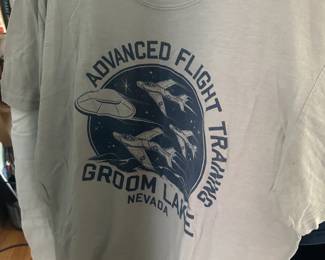 ADVANCED FLIGHT TRAINING
GROOM LAKE
NEVADA